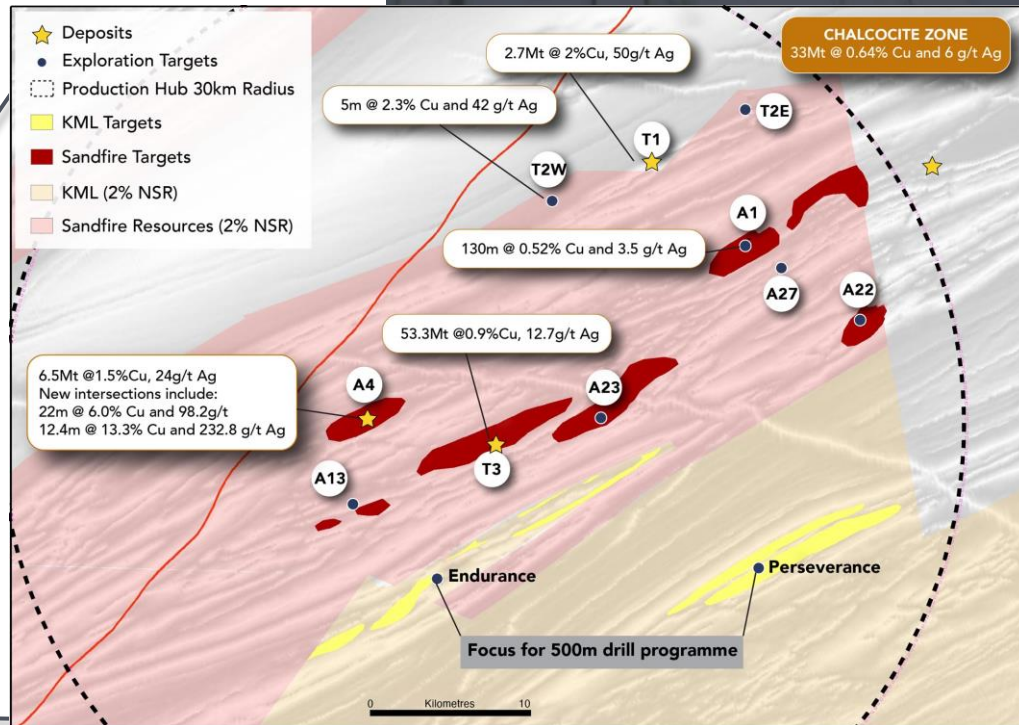 Deposits
Exploration Targets
Production Hub 30km Radius
KML Targets
Sandfire Targets
KML (2% NSR)
Sandfire Resources (2% NSR)
2.7Mt @ 2%Cu, 50g/t Ag
CHALCOCITE ZONE
33Mt @ 0.64% Cu and 6 g/t Ag
5m @ 2.3% Cu and 42 g/t Ag
T2E
T1
T2W
A1
130m @ 0.52% Cu and 3.5 g/t Ag
A27
A22
53.3Mt @0.9%Cu, 12.7g/t Ag
6.5Mt @1.5%Cu, 24g/t Ag
New intersections include:
22m @ 6.0% Cu and 98.2g/t
12.4m @ 13.3% Cu and 232.8 g/t Ag
A4
A23
T3
A13
Endurance
Perseverance
Focus for 500m drill programme
0 Kilometres 10